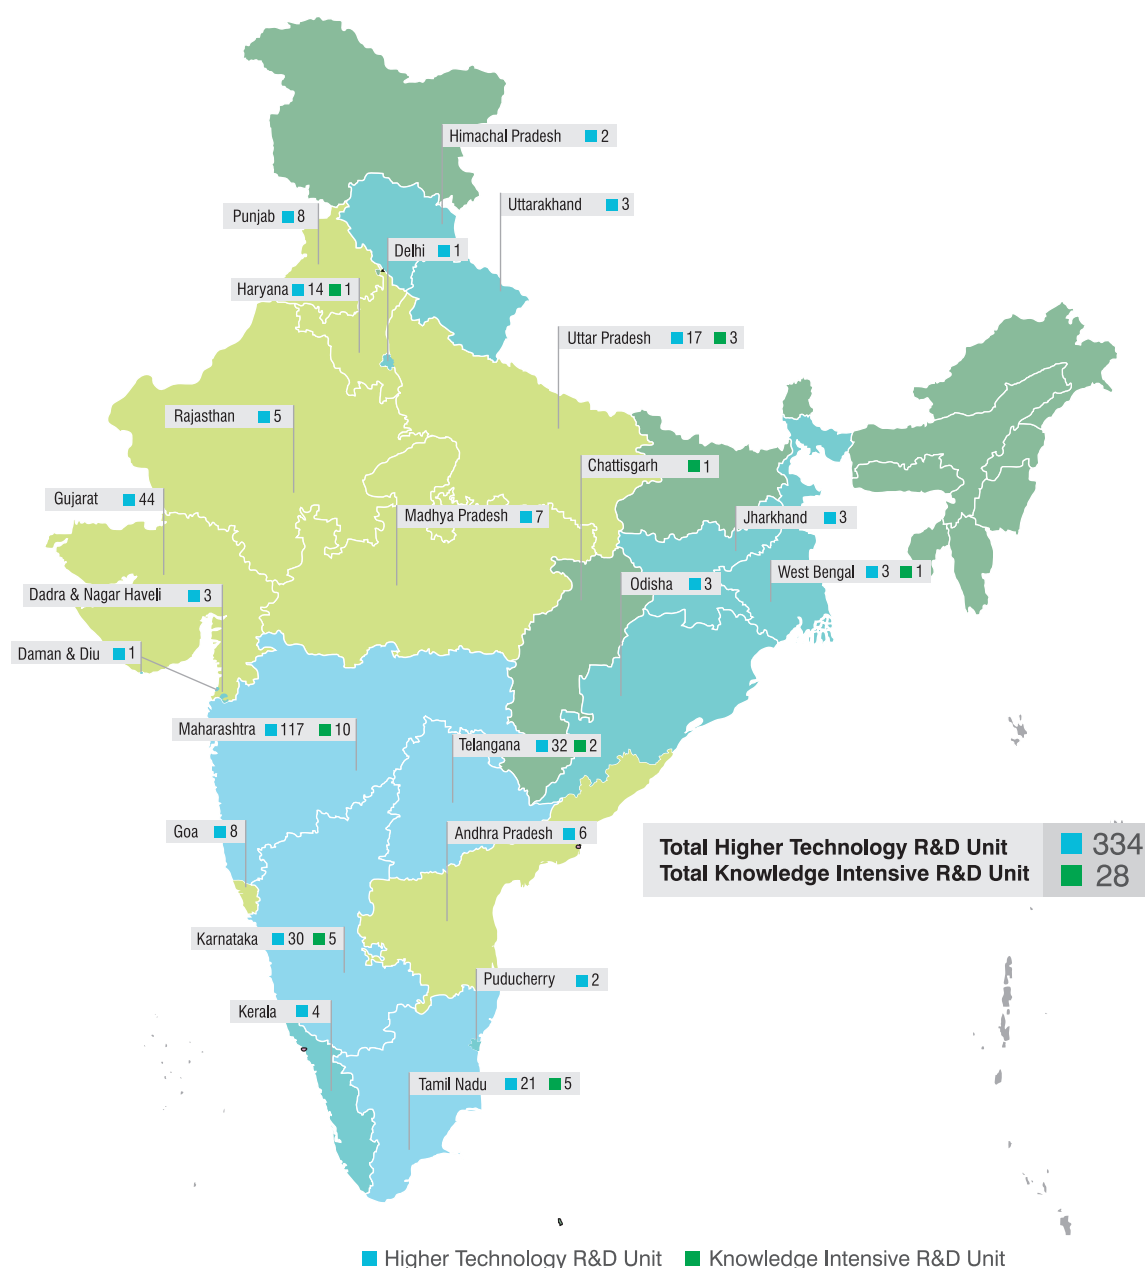 Himachal Pradesh 2
Uttarakhand 3
Punjab 8
Delhi 1
Haryana 14 1
Uttar Pradesh 17 3
Rajasthan 5
Chattisgarh 1
Gujarat 44
Madhya Pradesh 7
Jharkhand 3
West Bengal 3 1
Odisha 3
Dadra & Nagar Haveli 3
Daman & Diu 1
Maharashtra 117 10
Telangana 32 2
Goa 8
Andhra Pradesh 6
Total Higher Technology R&D Unit 334
Total Knowledge Intensive R&D Unit 28
Karnataka 30 5
Puducherry 2
Kerala 4
Tamil Nadu 21 5
Higher Technology R&D Unit Knowledge Intensive R&D Unit